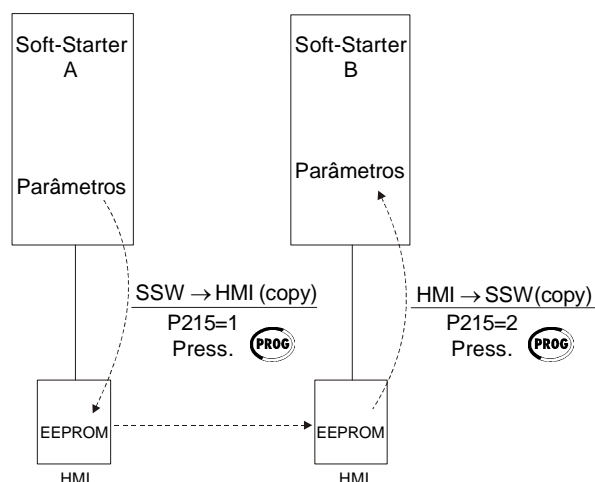 Soft-Starter
A
Parâmetros
SSW → HMI (copy)
P215=1
Press. PROG
EEPROM
HMI
Soft-Starter
B
Parâmetros
HMI → SSW(copy)
P215=2
Press. PROG
EEPROM
HMI